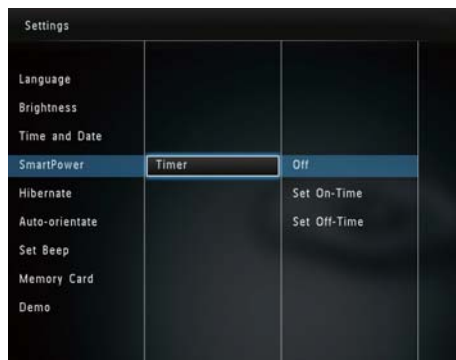 Settings
Language
Brightness
Time and Date
SmartPower Timer Off
Hibernate Set On-Time
Auto-orientate Set Off-Time
Set Beep
Memory Card
Demo